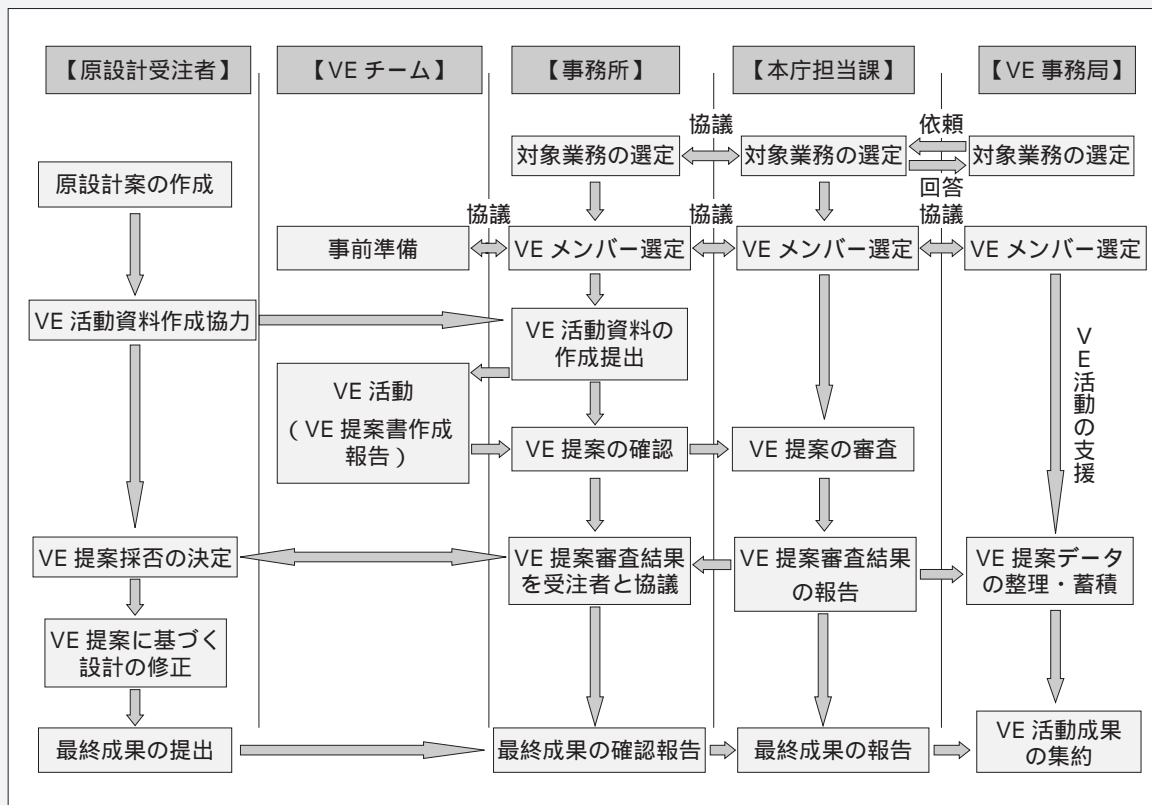 【原設計受注者】
【VE チーム】
【事務所】
【本庁担当課】
【VE 事務局】
協議
依頼
対象業務の選定
対象業務の選定
対象業務の選定
回答
原設計案の作成
協議
協議
協議
事前準備
VE メンバー選定
VE メンバー選定
VE メンバー選定
VE 活動資料作成協力
VE 活動資料の
作成提出
VE活動の支援
VE 活動
（VE 提案書作成
報告）
VE 提案の確認
VE 提案の審査
VE 提案採否の決定
VE 提案審査結果
を受注者と協議
VE 提案審査結果
の報告
VE 提案データ
の整理・蓄積
VE 提案に基づく
設計の修正
最終成果の提出
最終成果の確認報告
最終成果の報告
VE 活動成果
の集約